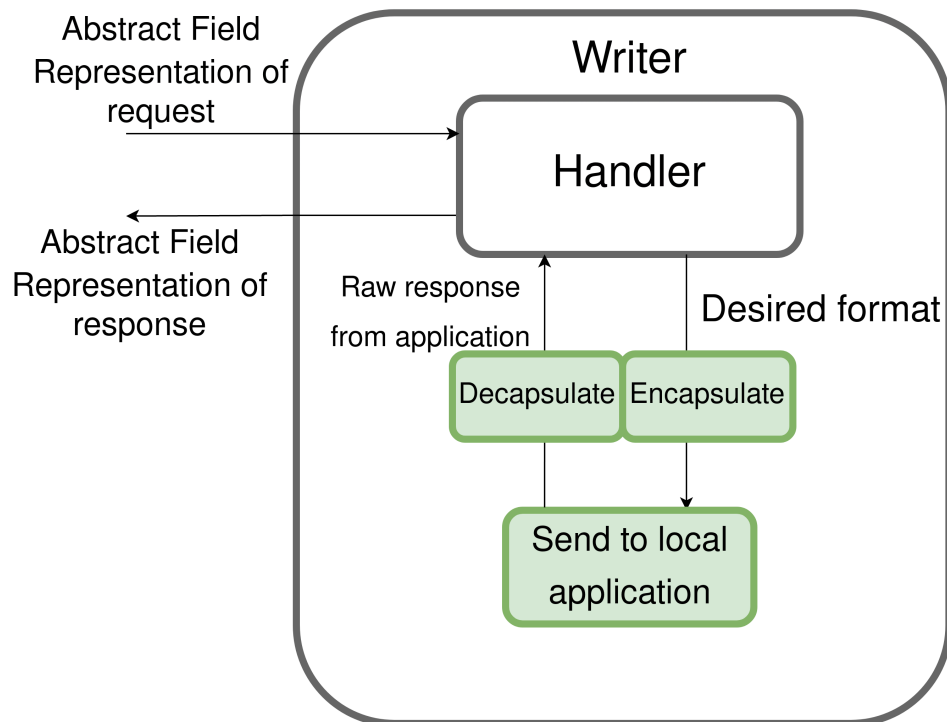 Abstract Field
Representation of
request
Writer
Handler
Abstract Field
Representation of
response
Raw response
from application
Desired format
Decapsulate
Encapsulate
Send to local
application